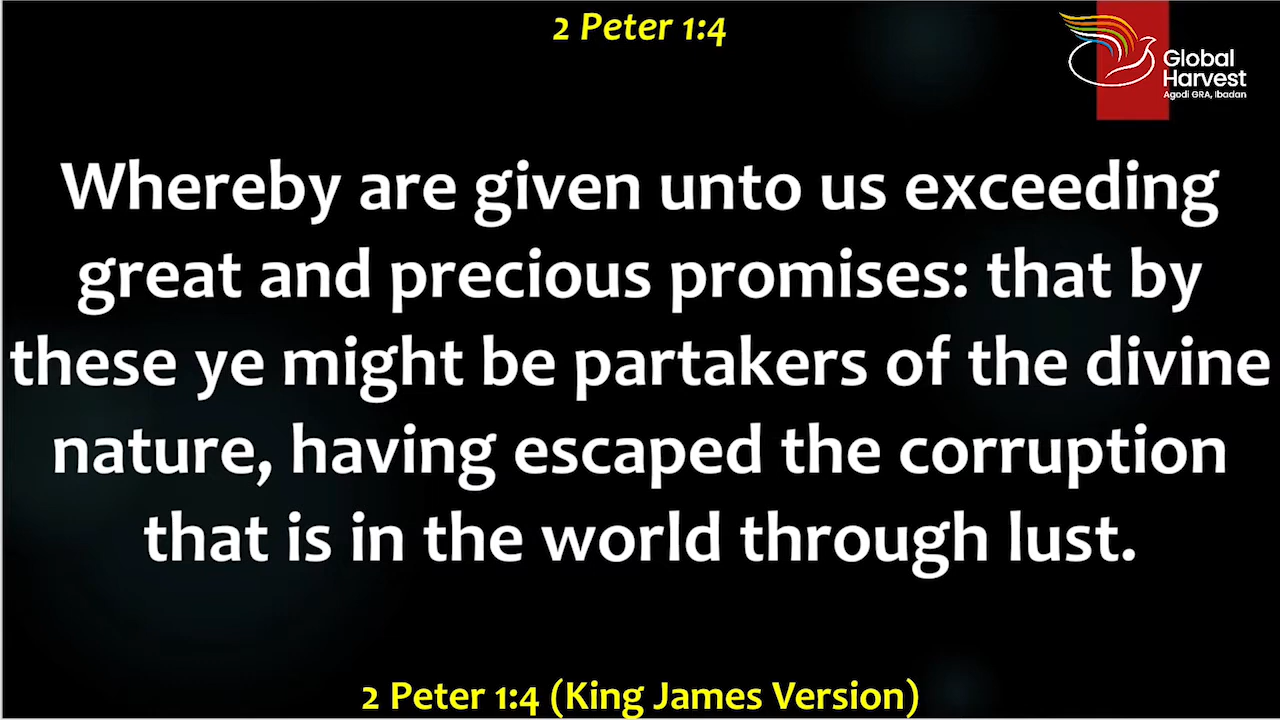 2 Peter 1:4
Global
Harvest
Agodi GRA, Ibadan
Whereby are given unto us exceeding
great and precious promises: that by
these ye might be partakers of the divine
nature, having escaped the corruption
that is in the world through lust.
2 Peter 1:4 (King James Version)